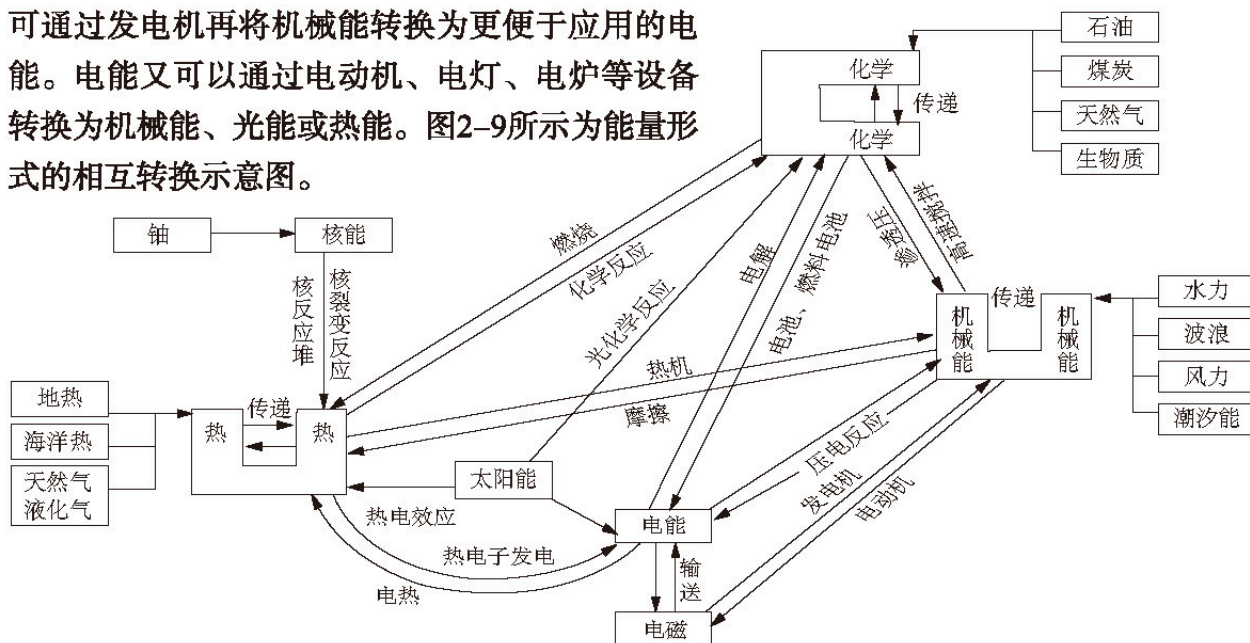 可通过发电机再将机械能转换为更便于应用的电
能。电能又可以通过电动机、电灯、电炉等设备
转换为机械能、光能或热能。图2-9所示为能量形
式的相互转换示意图。
石油
煤炭
天然气
生物质
化学
传递
化学
铀
核能
核反应堆
核裂变反应
燃烧
化学反应
光化学反应
电解
电池、燃料电池
渗透压
高速搅拌
机械能
传递
机械能
水力
波浪
风力
潮汐能
地热
海洋热
天然气
液化气
热
传递
热
热机
摩擦
太阳能
热电效应
热电子发电
电热
电能
输送
电磁
压电反应
发电机
电动机